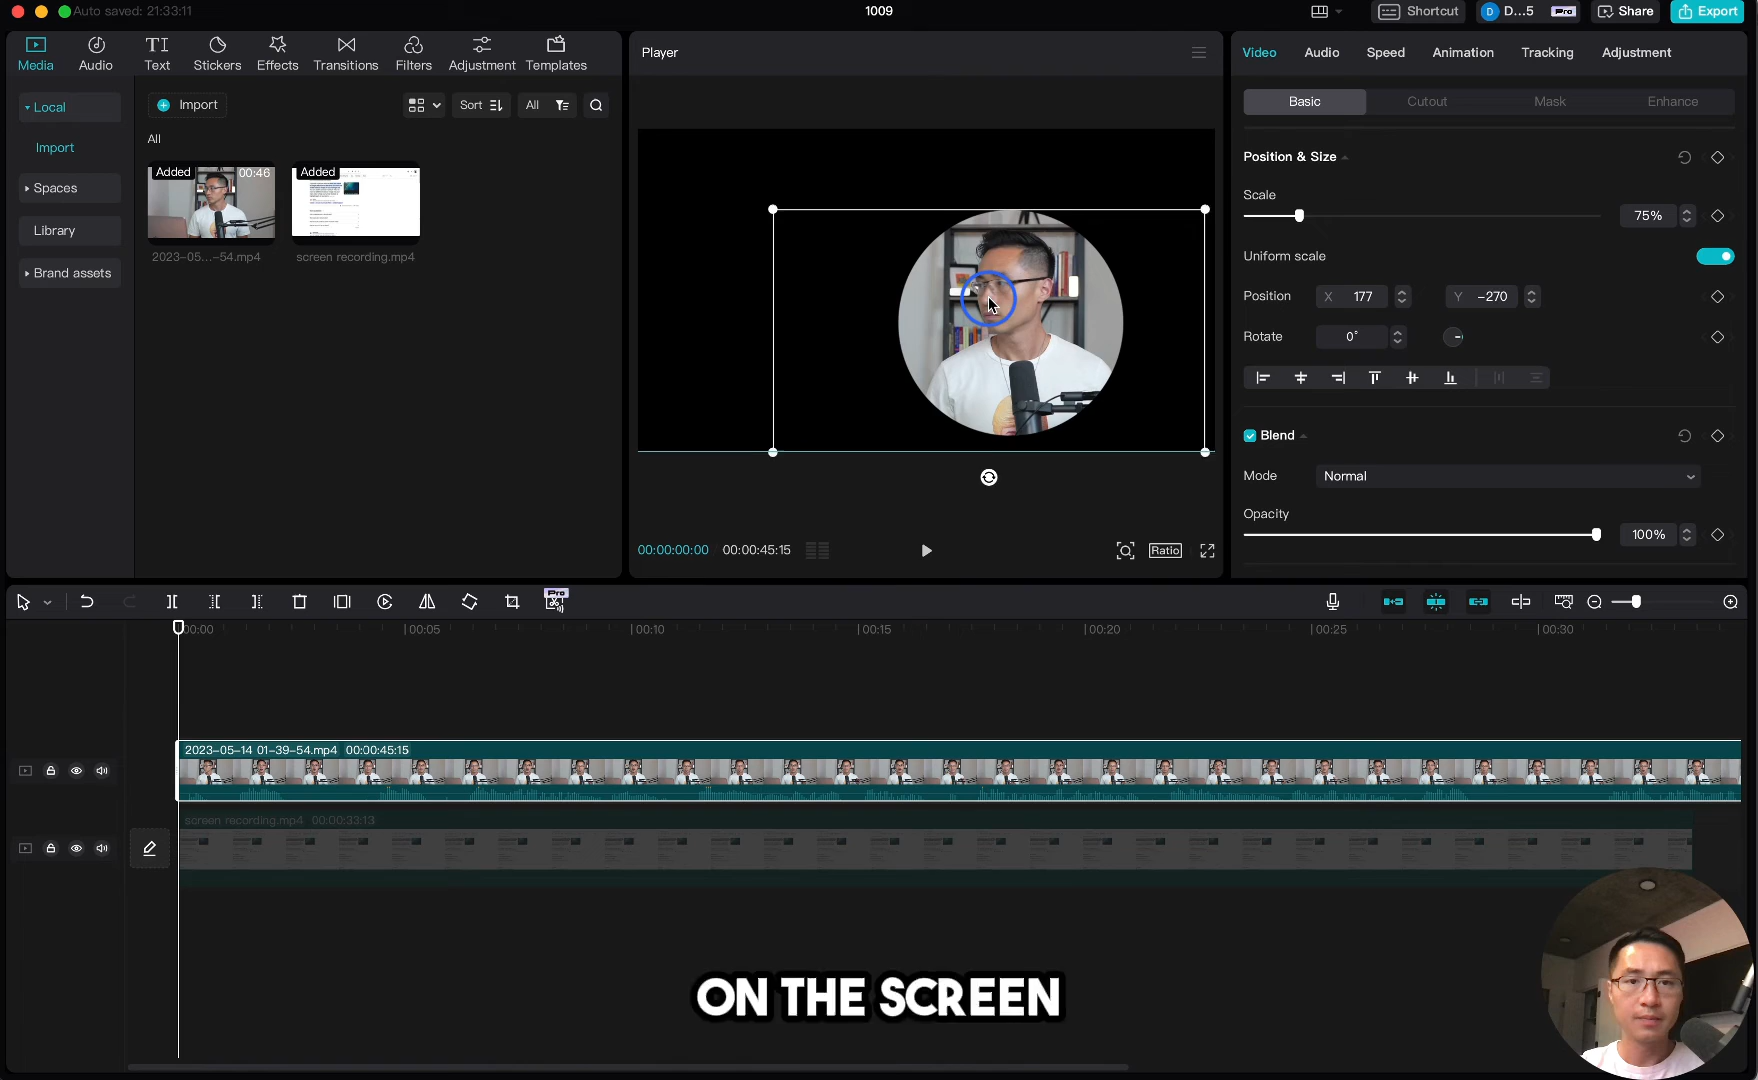 Auto saved: 21:33:11
1009
Shortcut
D
D...5
Pro
Share
Export
Media
Audio
Text
Stickers
Effects
Transitions
Filters
Adjustment
Templates
Player
Video
Audio
Speed
Animation
Tracking
Adjustment
Local
Import
Spaces
Library
Brand assets
Import
Sort
All
All
Added
00:46
2023-05...-54.mp4
Added
screen recording.mp4
Basic
Cutout
Mask
Enhance
Position & Size
Scale
75%
Uniform scale
Position
X 177
Y -270
Rotate
0°
Blend
Mode
Normal
Opacity
100%
00:00:00:00
00:00:45:15
Ratio
Pro
00:00
00:05
00:10
00:15
00:20
00:25
00:30
2023-05-14 01-39-54.mp4 00:00:45:15
screen recording.mp4 00:00:33:13
ON THE SCREEN